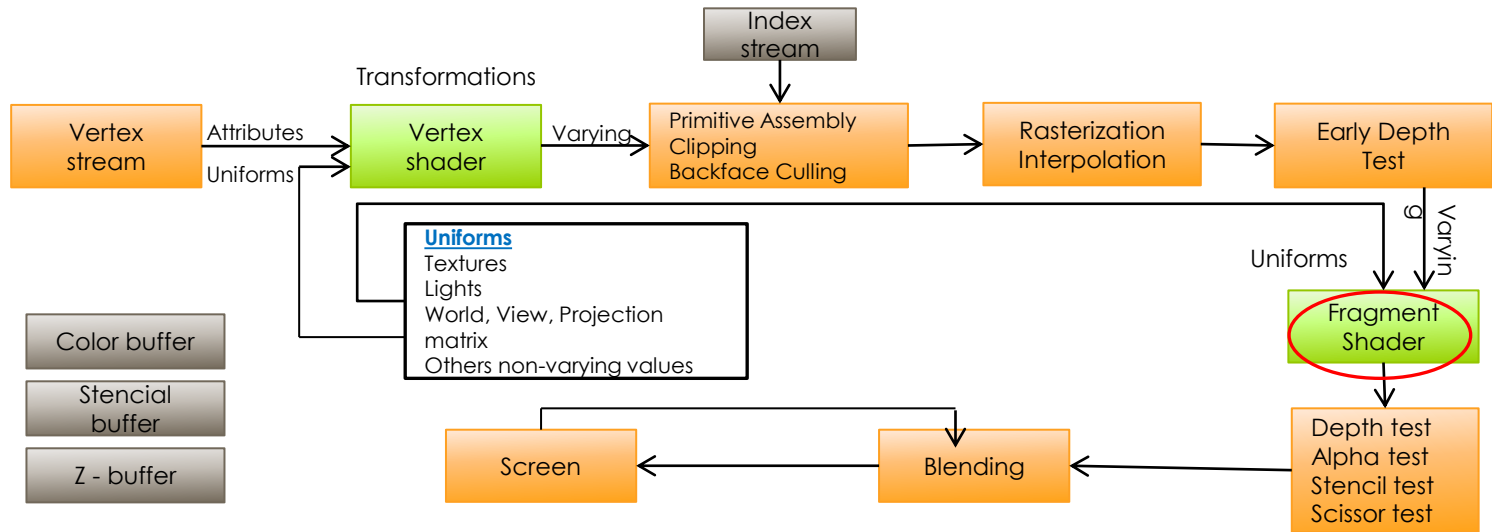 Index
stream
Transformations
Vertex
stream
Attributes
Uniforms
Vertex
shader
Varying
Primitive Assembly
Clipping
Backface Culling
Rasterization
Interpolation
Early Depth
Test
Varyin
g
Uniforms
Uniforms
Textures
Lights
World, View, Projection
matrix
Others non-varying values
Fragment
Shader
Color buffer
Stencial
buffer
Z - buffer
Screen
Blending
Depth test
Alpha test
Stencil test
Scissor test